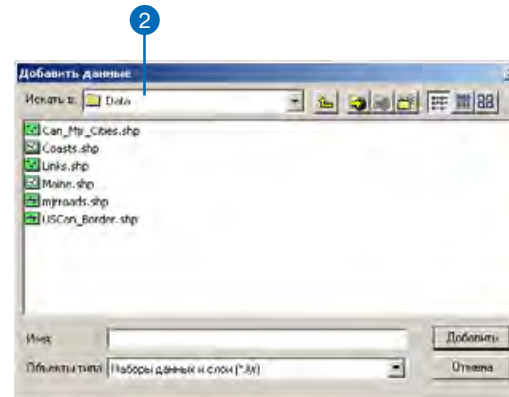 2
Добавить данные
Искать в: Data
Can_Mjr_Cities.shp
Coasts.shp
Links.shp
Maine.shp
mjrroads.shp
USCan_Border.shp
Имя:
Добавить
Объекты типа: Наборы данных и слои (*.lyr)
Отмена